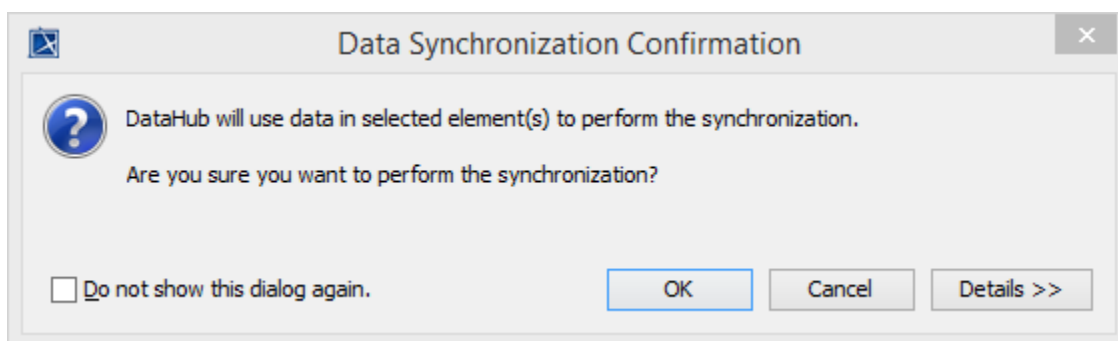 Data Synchronization Confirmation
DataHub will use data in selected element(s) to perform the synchronization.
Are you sure you want to perform the synchronization?
Do not show this dialog again.
OK
Cancel
Details >>